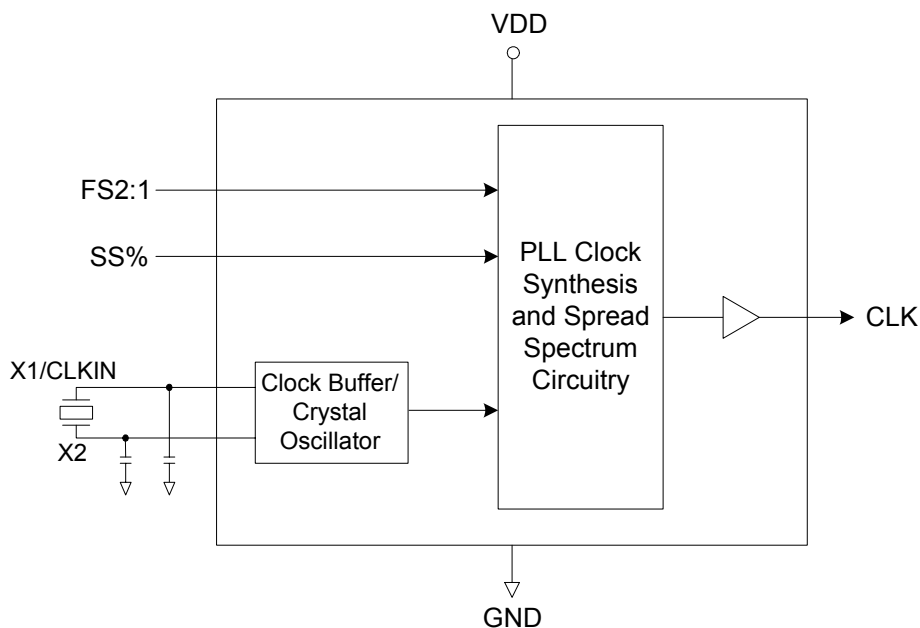 VDD
FS2:1
SS%
PLL Clock
Synthesis
and Spread
Spectrum
Circuitry
CLK
X1/CLKIN
X2
Clock Buffer/
Crystal
Oscillator
GND